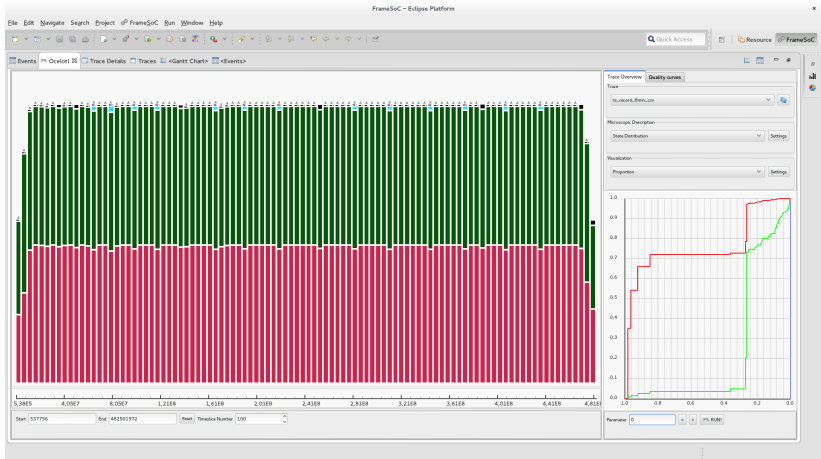 FrameSoC - Eclipse Platform
File Edit Navigate Search Project FrameSoC Run Window Help
Quick Access
Resource
FrameSoC
Events
Ocelotl
Trace Details
Traces
<Gantt Chart>
<Events>
Trace Overview
Quality curves
Trace
ts_record_8min_csv
Microscopic Description
State Distribution
Settings
Visualization
Proportion
Settings
1.0
0.9
0.8
0.7
0.6
0.5
0.4
0.3
0.2
0.1
0.0
1.0 0.8 0.6 0.4 0.2 0.0
5,38E5 4,05E7 8,05E7 1,21E8 1,61E8 2,01E8 2,41E8 2,81E8 3,21E8 3,61E8 4,01E8 4,41E8 4,81E
Start 537756 End 482501972 Reset Timeslice Number 100
Parameter 0 < > RUN!